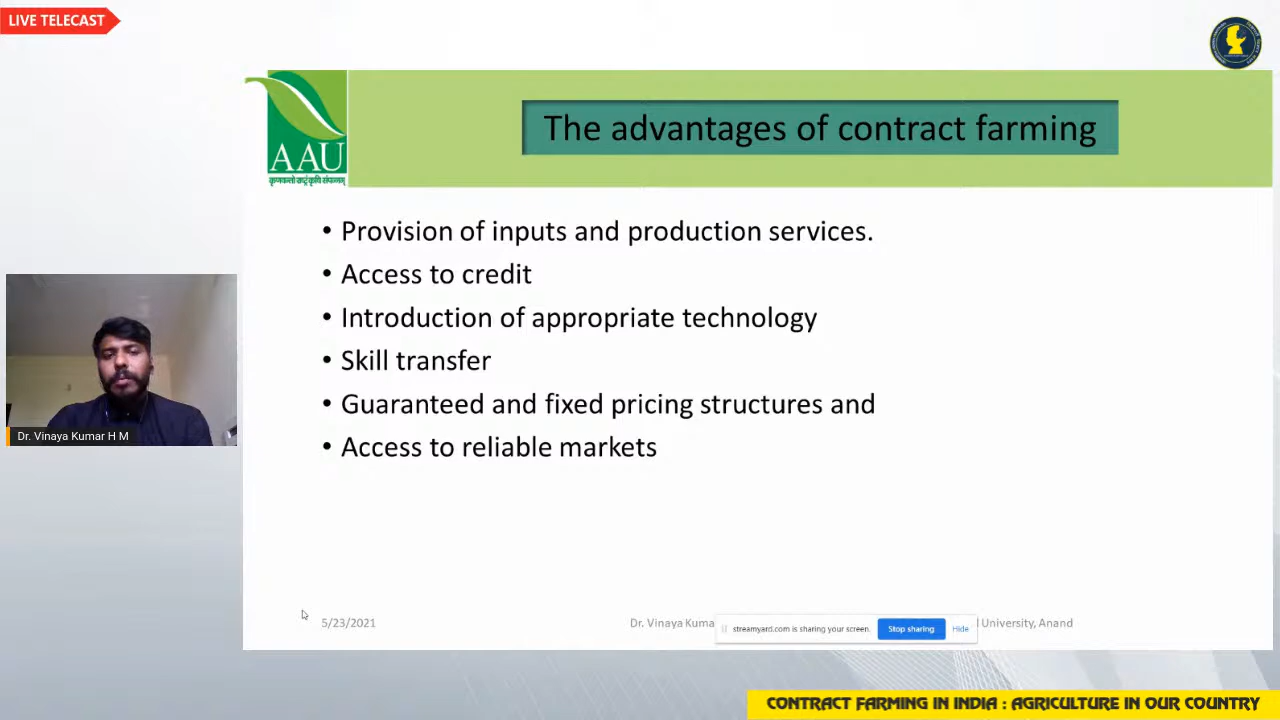 LIVE TELECAST
AAU
The advantages of contract farming
• Provision of inputs and production services.
• Access to credit
• Introduction of appropriate technology
• Skill transfer
• Guaranteed and fixed pricing structures and
• Access to reliable markets
Dr. Vinaya Kumar H M
5/23/2021
Dr. Vinaya Kuma
streamyard.com is sharing your screen.
Stop sharing
Hide
University, Anand
CONTRACT FARMING IN INDIA : AGRICULTURE IN OUR COUNTRY